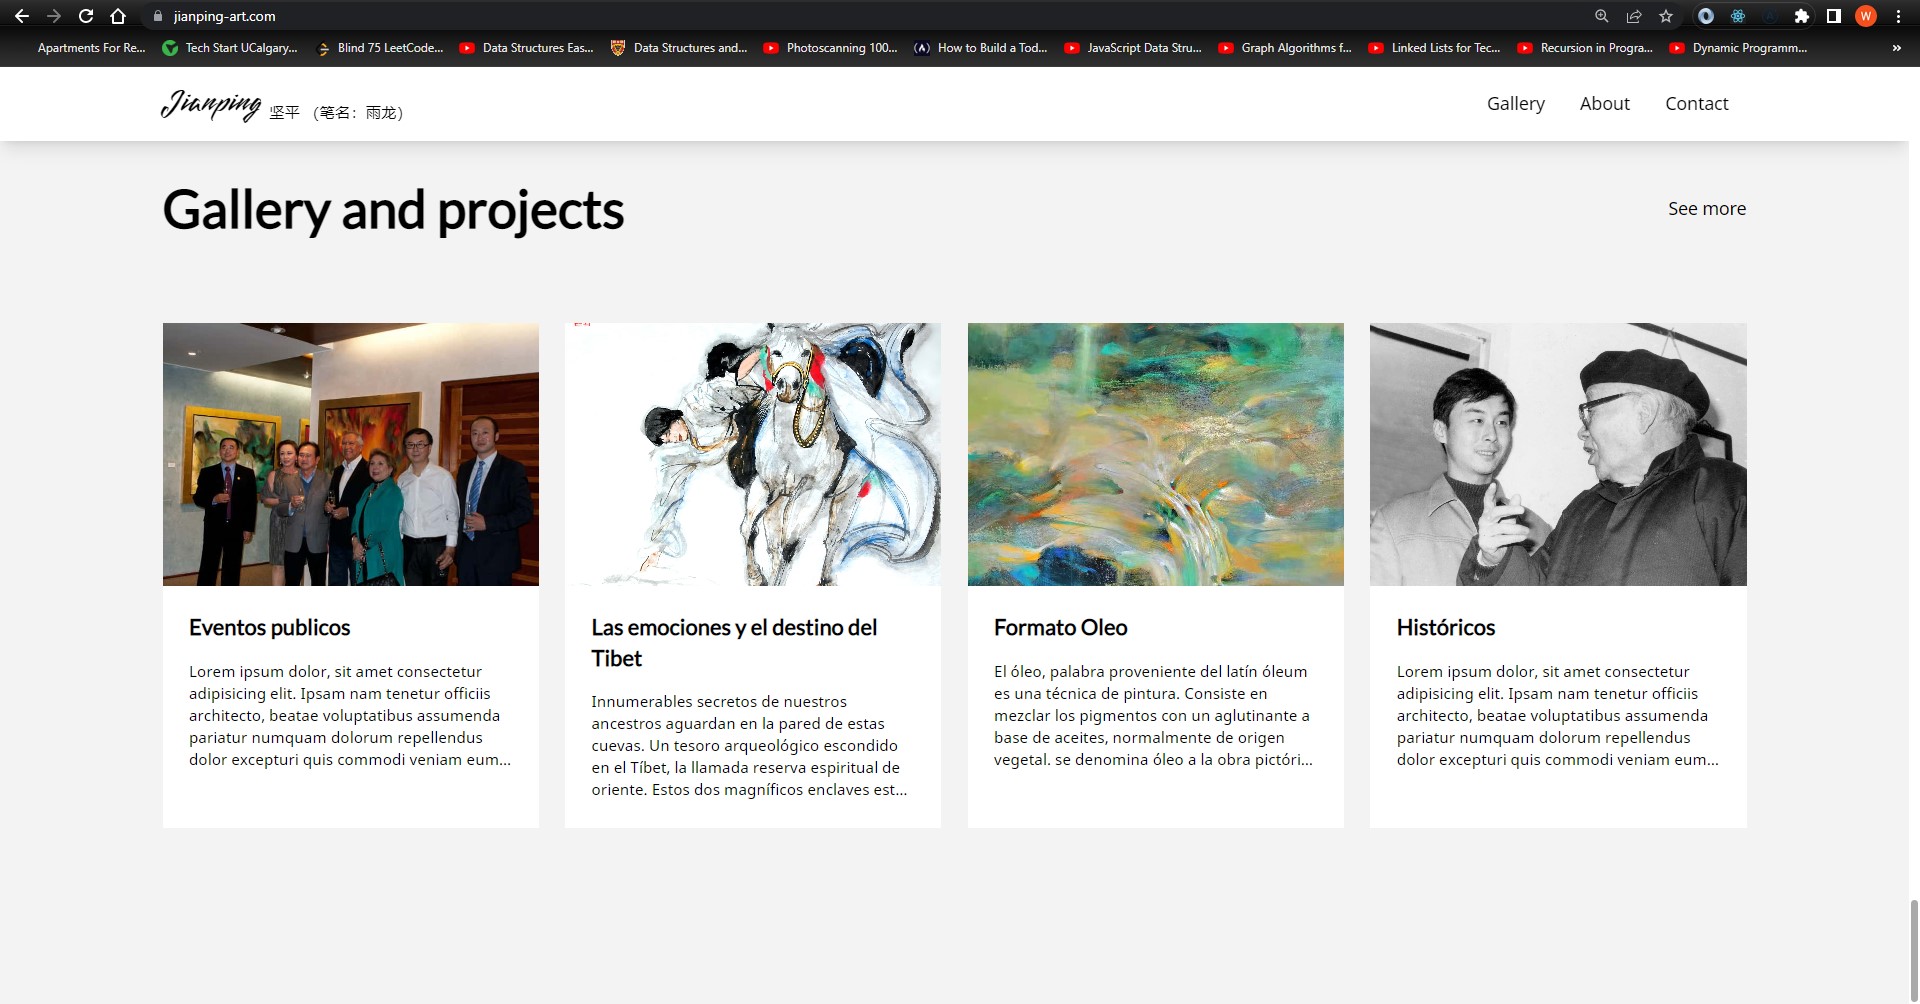 jianping-art.com
W
Apartments For Re...
Tech Start UCalgary...
Blind 75 LeetCode...
Data Structures Eas...
Data Structures and...
Photoscanning 100...
How to Build a Tod...
JavaScript Data Stru...
Graph Algorithms f...
Linked Lists for Tec...
Recursion in Progra...
Dynamic Programm...
»
Jianping 坚平 （笔名：雨龙）
Gallery
About
Contact
Gallery and projects
See more
Eventos publicos
Lorem ipsum dolor, sit amet consectetur
adipisicing elit. Ipsam nam tenetur officiis
architecto, beatae voluptatibus assumenda
pariatur numquam dolorum repellendus
dolor excepturi quis commodi veniam eum...
Las emociones y el destino del
Tibet
Innumerables secretos de nuestros
ancestros aguardan en la pared de estas
cuevas. Un tesoro arqueológico escondido
en el Tíbet, la llamada reserva espiritual de
oriente. Estos dos magníficos enclaves est...
Formato Oleo
El óleo, palabra proveniente del latín óleum
es una técnica de pintura. Consiste en
mezclar los pigmentos con un aglutinante a
base de aceites, normalmente de origen
vegetal. se denomina óleo a la obra pictóri...
Históricos
Lorem ipsum dolor, sit amet consectetur
adipisicing elit. Ipsam nam tenetur officiis
architecto, beatae voluptatibus assumenda
pariatur numquam dolorum repellendus
dolor excepturi quis commodi veniam eum...